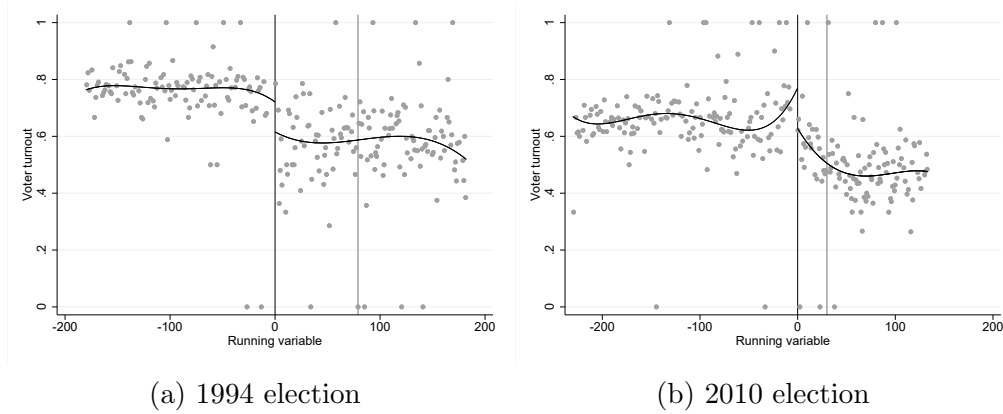 Voter turnout
1
.8
.6
.4
.2
0
-200 -100 0 100 200
Running variable
(a) 1994 election
Voter turnout
1
.8
.6
.4
.2
0
-200 -100 0 100 200
Running variable
(b) 2010 election